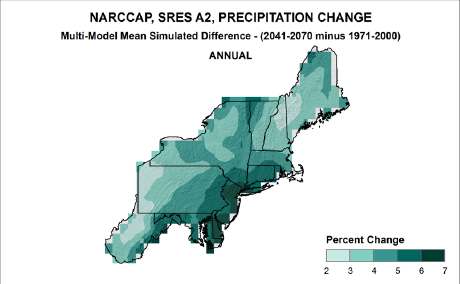 NARCCAP, SRES A2, PRECIPITATION CHANGE
Multi-Model Mean Simulated Difference - (2041-2070 minus 1971-2000)
ANNUAL
Percent Change
2 3 4 5 6 7